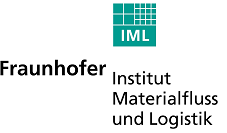 IML
Fraunhofer
Institut
Materialfluss
und Logistik